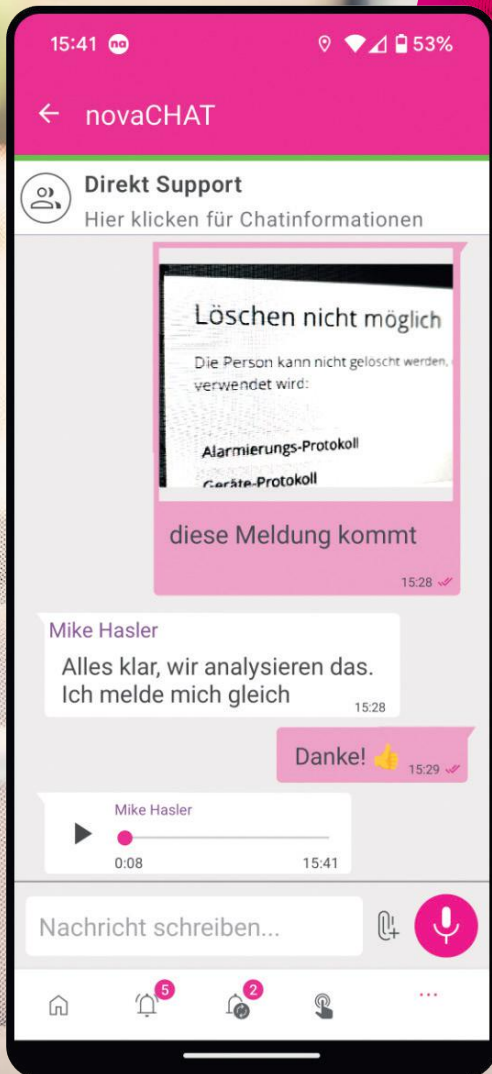 15:41 na 53%
novaCHAT
Direkt Support
Hier klicken für Chatinformationen
Löschen nicht möglich
Die Person kann nicht gelöscht werden,
verwendet wird:
Alarmierungs-Protokoll
Geräte-Protokoll
diese Meldung kommt
15:28
Mike Hasler
Alles klar, wir analysieren das.
Ich melde mich gleich
15:28
Danke! 👍
15:29
Mike Hasler
0:08 15:41
Nachricht schreiben...
5 2